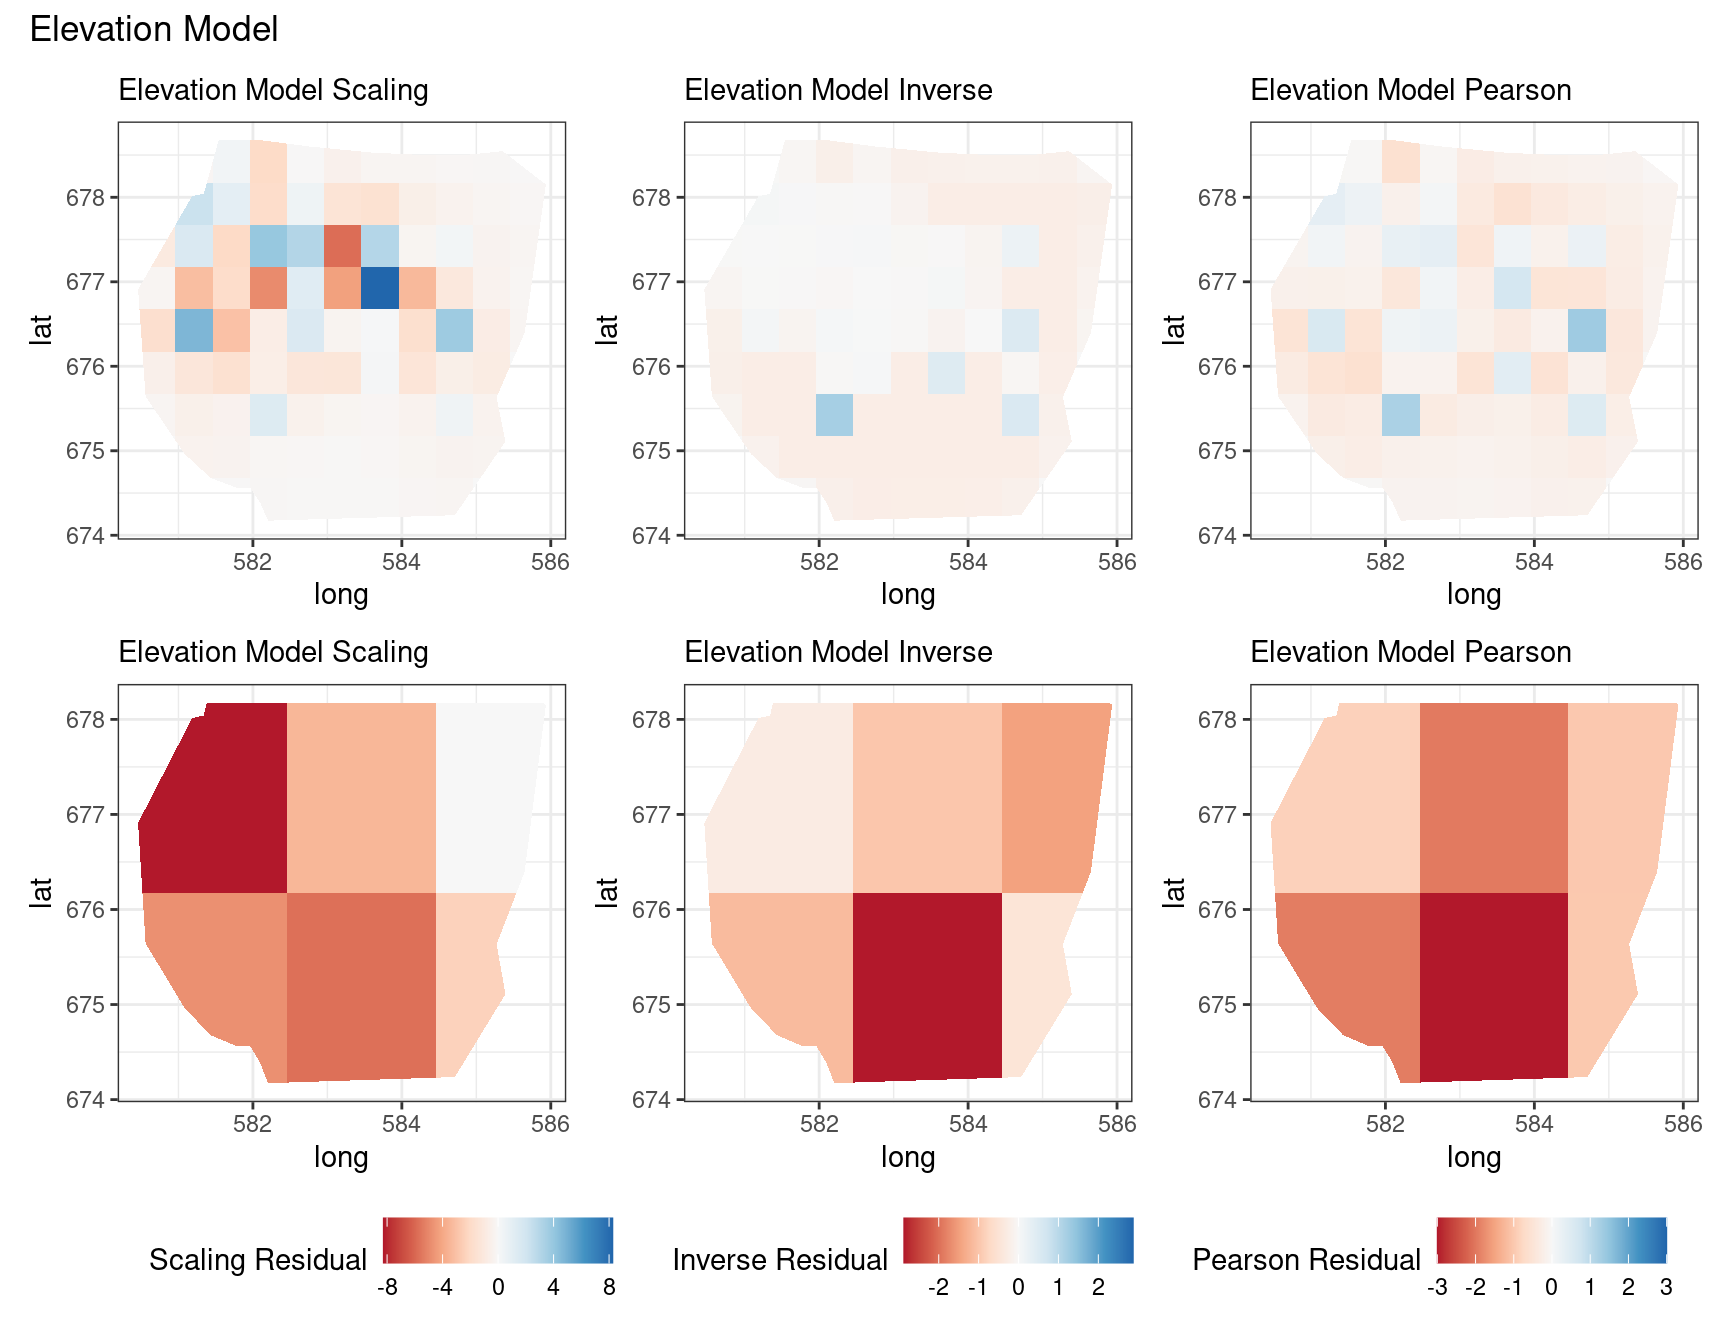 Elevation Model
Elevation Model Scaling
Elevation Model Inverse
Elevation Model Pearson
678
677
676
675
674
lat
582
584
586
long
678
677
676
675
674
lat
582
584
586
long
678
677
676
675
674
lat
582
584
586
long
Elevation Model Scaling
Elevation Model Inverse
Elevation Model Pearson
678
677
676
675
674
lat
582
584
586
long
678
677
676
675
674
lat
582
584
586
long
678
677
676
675
674
lat
582
584
586
long
Scaling Residual
-8 -4 0 4 8
Inverse Residual
-2 -1 0 1 2
Pearson Residual
-3 -2 -1 0 1 2 3